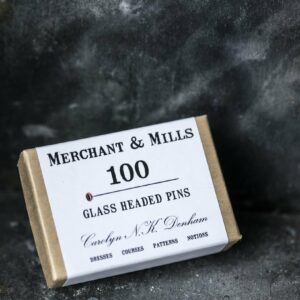 MERCHANT & MILLS
100
GLASS HEADED PINS
Carolyn N.K. Denham
DRESSES COURSES PATTERNS NOTIONS